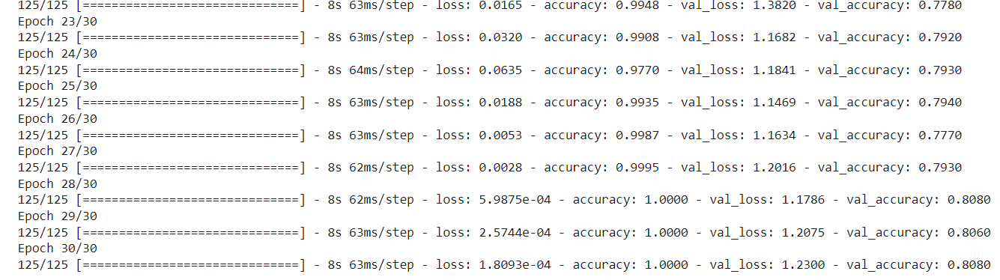 125/125 [==============================] - 8s 63ms/step - loss: 0.0165 - accuracy: 0.9948 - val_loss: 1.3820 - val_accuracy: 0.7780
Epoch 23/30
125/125 [==============================] - 8s 63ms/step - loss: 0.0320 - accuracy: 0.9908 - val_loss: 1.1682 - val_accuracy: 0.7920
Epoch 24/30
125/125 [==============================] - 8s 64ms/step - loss: 0.0635 - accuracy: 0.9770 - val_loss: 1.1841 - val_accuracy: 0.7930
Epoch 25/30
125/125 [==============================] - 8s 63ms/step - loss: 0.0188 - accuracy: 0.9935 - val_loss: 1.1469 - val_accuracy: 0.7940
Epoch 26/30
125/125 [==============================] - 8s 63ms/step - loss: 0.0053 - accuracy: 0.9987 - val_loss: 1.1634 - val_accuracy: 0.7770
Epoch 27/30
125/125 [==============================] - 8s 62ms/step - loss: 0.0028 - accuracy: 0.9995 - val_loss: 1.2016 - val_accuracy: 0.7930
Epoch 28/30
125/125 [==============================] - 8s 62ms/step - loss: 5.9875e-04 - accuracy: 1.0000 - val_loss: 1.1786 - val_accuracy: 0.8080
Epoch 29/30
125/125 [==============================] - 8s 63ms/step - loss: 2.5744e-04 - accuracy: 1.0000 - val_loss: 1.2075 - val_accuracy: 0.8060
Epoch 30/30
125/125 [==============================] - 8s 63ms/step - loss: 1.8093e-04 - accuracy: 1.0000 - val_loss: 1.2300 - val_accuracy: 0.8080